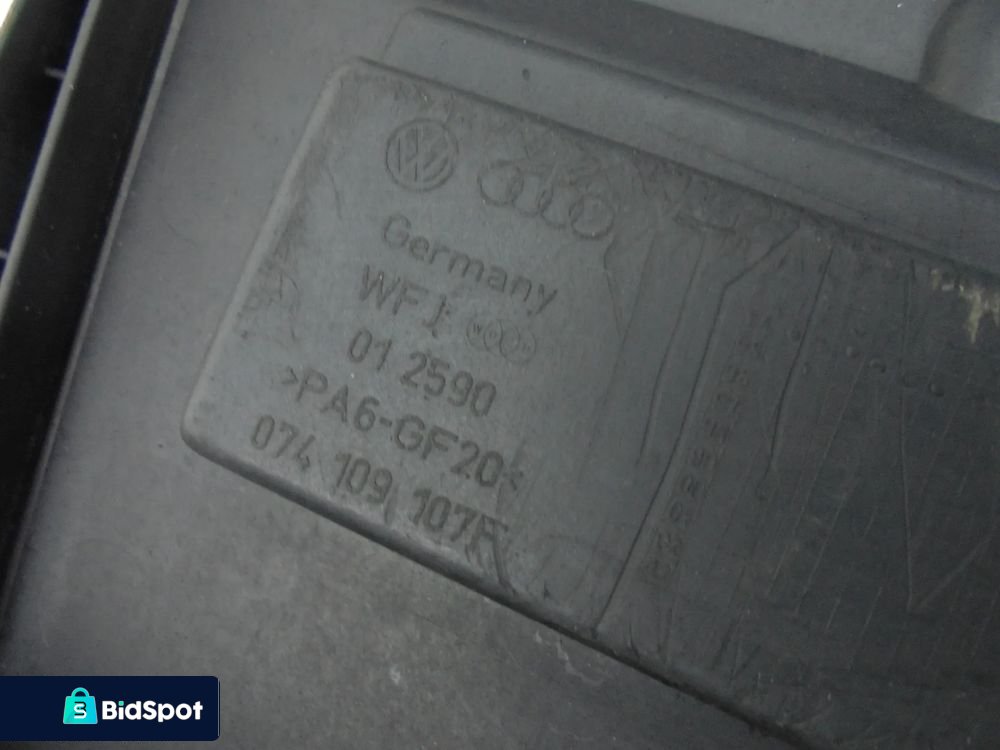 Germany
WF I
01 2590
>PA6-GF20<
074 109 107F
BidSpot